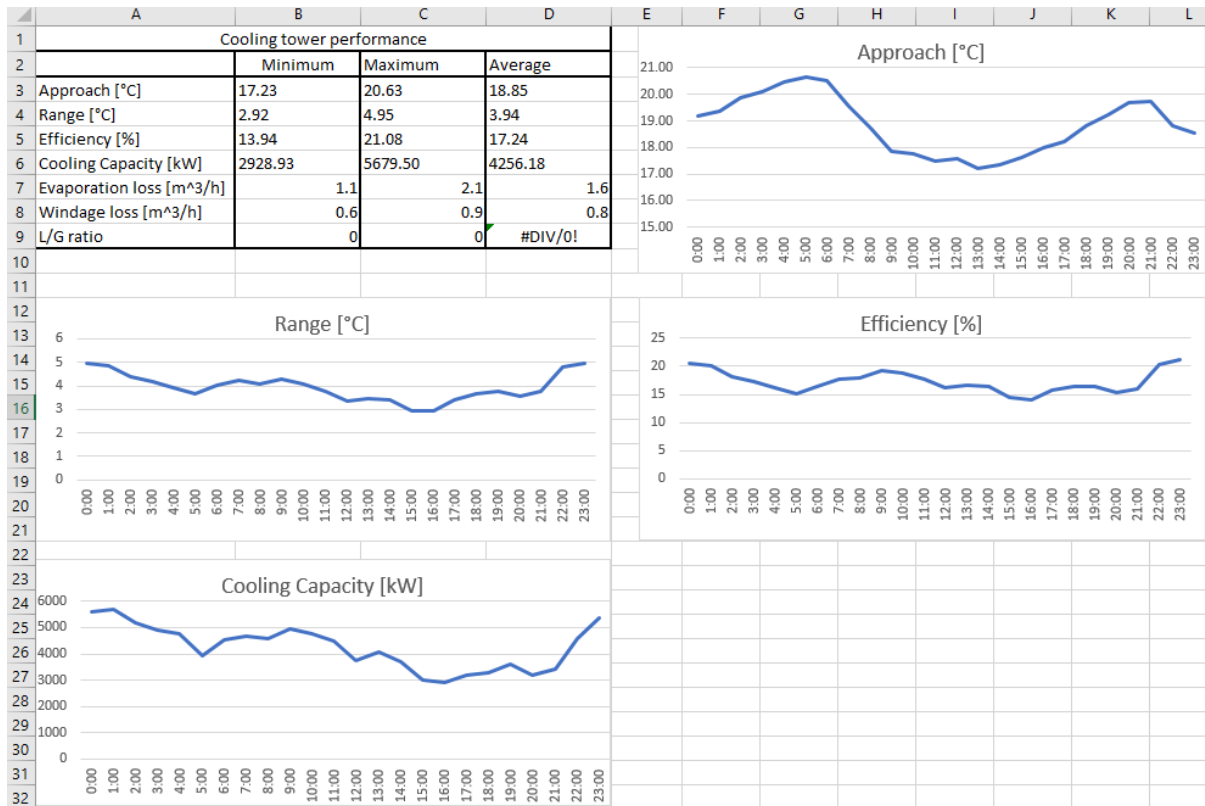 A B C D E F G H I J K L
1 Cooling tower performance
2 Minimum Maximum Average
3 Approach [°C] 17.23 20.63 18.85
4 Range [°C] 2.92 4.95 3.94
5 Efficiency [%] 13.94 21.08 17.24
6 Cooling Capacity [kW] 2928.93 5679.50 4256.18
7 Evaporation loss [m^3/h] 1.1 2.1 1.6
8 Windage loss [m^3/h] 0.6 0.9 0.8
9 L/G ratio 0 0 #DIV/0!
10
11
12
13
14
15
16
17
18
19
20
21
22
23
24
25
26
27
28
29
30
31
32
Approach [°C]
21.00
20.00
19.00
18.00
17.00
16.00
15.00
0:00 1:00 2:00 3:00 4:00 5:00 6:00 7:00 8:00 9:00 10:00 11:00 12:00 13:00 14:00 15:00 16:00 17:00 18:00 19:00 20:00 21:00 22:00 23:00
Range [°C]
6
5
4
3
2
1
0
0:00 1:00 2:00 3:00 4:00 5:00 6:00 7:00 8:00 9:00 10:00 11:00 12:00 13:00 14:00 15:00 16:00 17:00 18:00 19:00 20:00 21:00 22:00 23:00
Efficiency [%]
25
20
15
10
5
0
0:00 1:00 2:00 3:00 4:00 5:00 6:00 7:00 8:00 9:00 10:00 11:00 12:00 13:00 14:00 15:00 16:00 17:00 18:00 19:00 20:00 21:00 22:00 23:00
Cooling Capacity [kW]
6000
5000
4000
3000
2000
1000
0
0:00 1:00 2:00 3:00 4:00 5:00 6:00 7:00 8:00 9:00 10:00 11:00 12:00 13:00 14:00 15:00 16:00 17:00 18:00 19:00 20:00 21:00 22:00 23:00